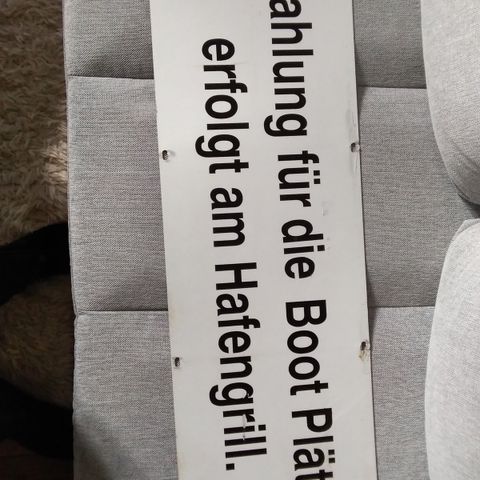 ahlung für die Boot Plät
erfolgt am Hafengrill.